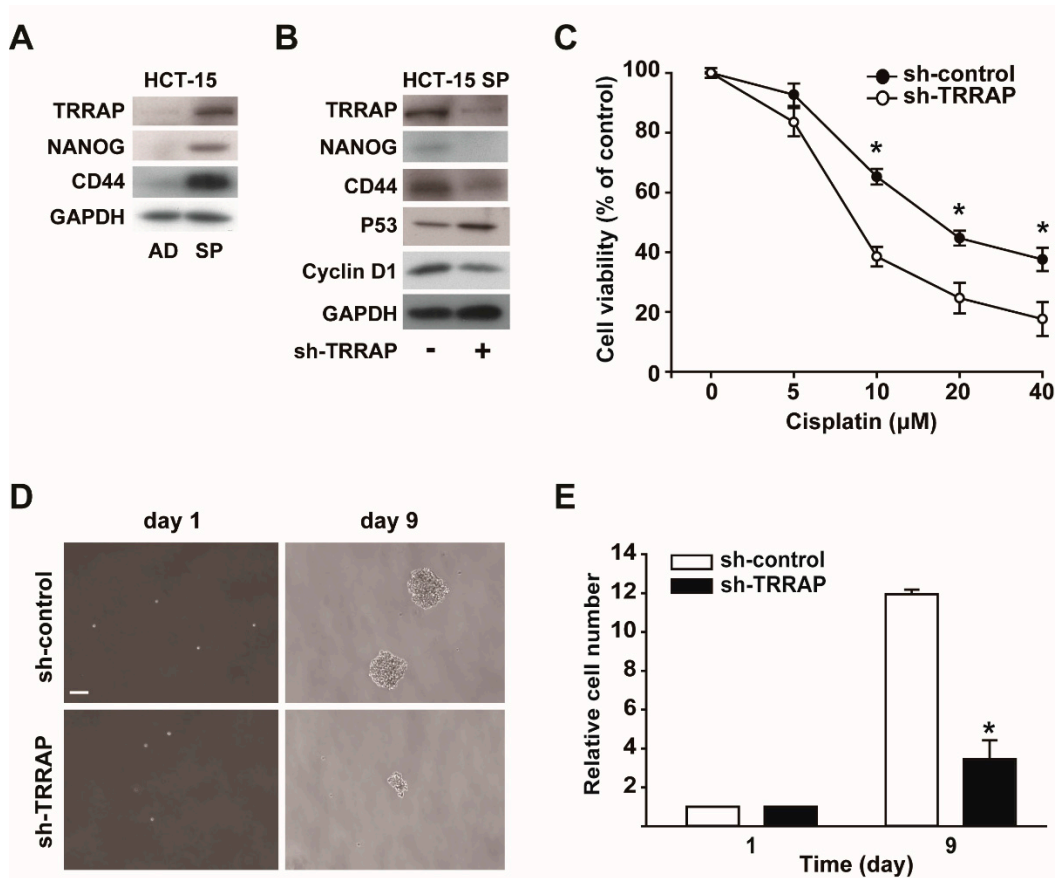 A
HCT-15
TRRAP
NANOG
CD44
GAPDH
AD SP
B
HCT-15 SP
TRRAP
NANOG
CD44
P53
Cyclin D1
GAPDH
sh-TRRAP - +
C
sh-control
sh-TRRAP
Cell viability (% of control)
100
80
60
40
20
0
* * *
0 5 10 20 40
Cisplatin (µM)
D
day 1 day 9
sh-control
sh-TRRAP
E
sh-control
sh-TRRAP
Relative cell number
14
12
10
8
6
4
2
*
1 9
Time (day)